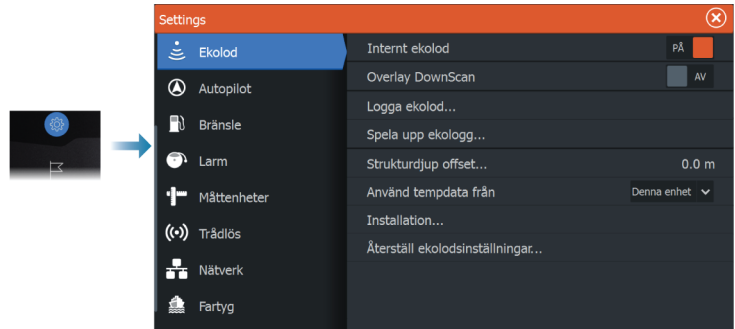 Settings
Ekolod
Autopilot
Bränsle
Larm
Måttenheter
Trådlös
Nätverk
Fartyg
Internt ekolod PÅ
Overlay DownScan AV
Logga ekolod...
Spela upp ekologg...
Strukturdjup offset... 0.0 m
Använd tempdata från Denna enhet
Installation...
Återställ ekolodsinställningar...